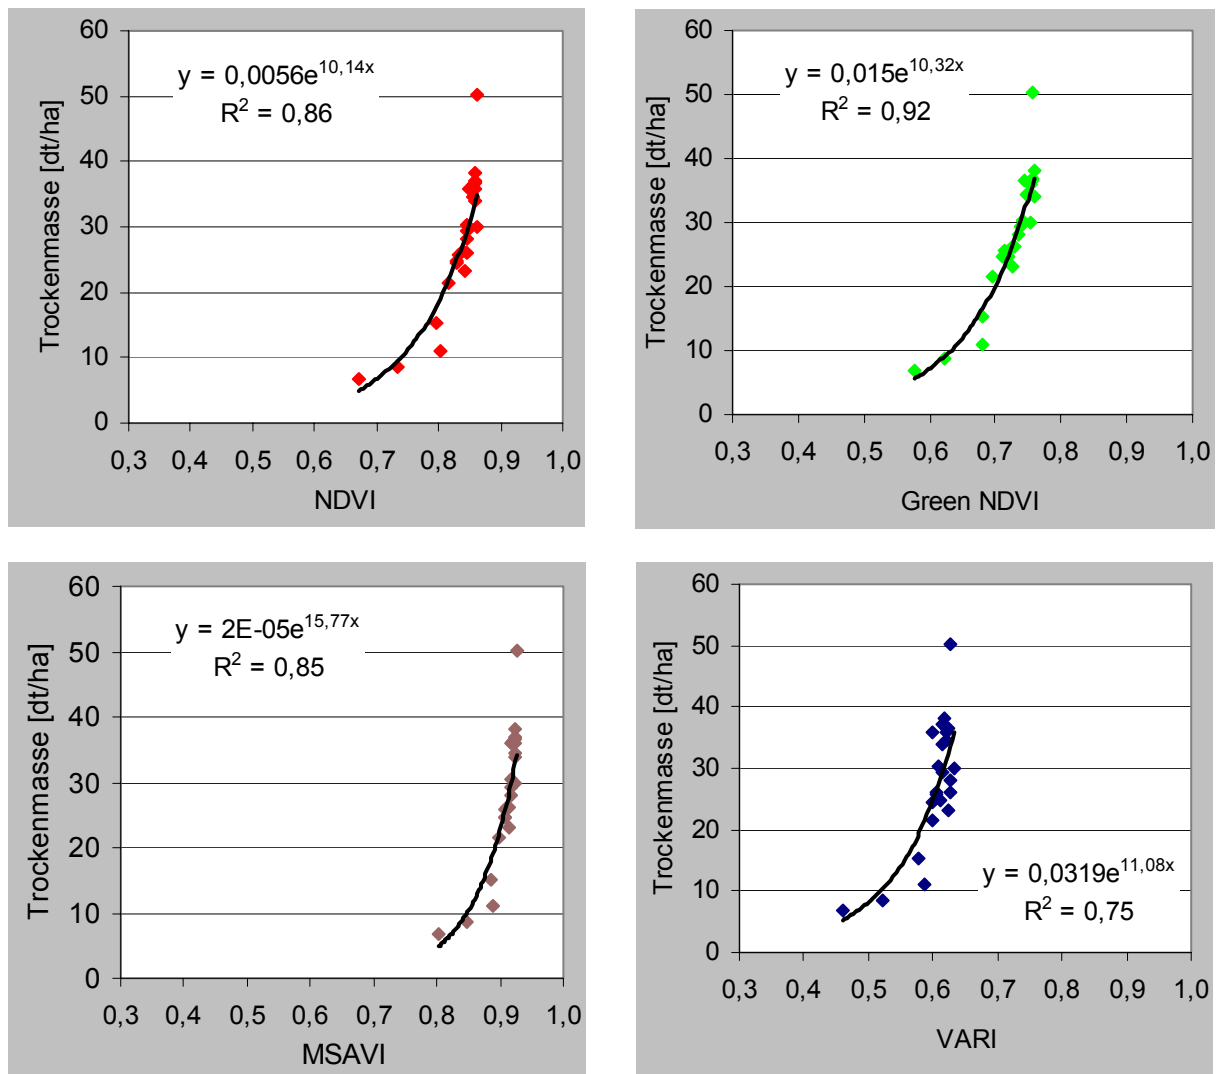 60
50
40
30
20
10
0
Trockenmasse [dt/ha]
y = 0,0056e^10,14x
R² = 0,86
0,3 0,4 0,5 0,6 0,7 0,8 0,9 1,0
NDVI
60
50
40
30
20
10
0
Trockenmasse [dt/ha]
y = 0,015e^10,32x
R² = 0,92
0,3 0,4 0,5 0,6 0,7 0,8 0,9 1,0
Green NDVI
60
50
40
30
20
10
0
Trockenmasse [dt/ha]
y = 2E-05e^15,77x
R² = 0,85
0,3 0,4 0,5 0,6 0,7 0,8 0,9 1,0
MSAVI
60
50
40
30
20
10
0
Trockenmasse [dt/ha]
y = 0,0319e^11,08x
R² = 0,75
0,3 0,4 0,5 0,6 0,7 0,8 0,9 1,0
VARI